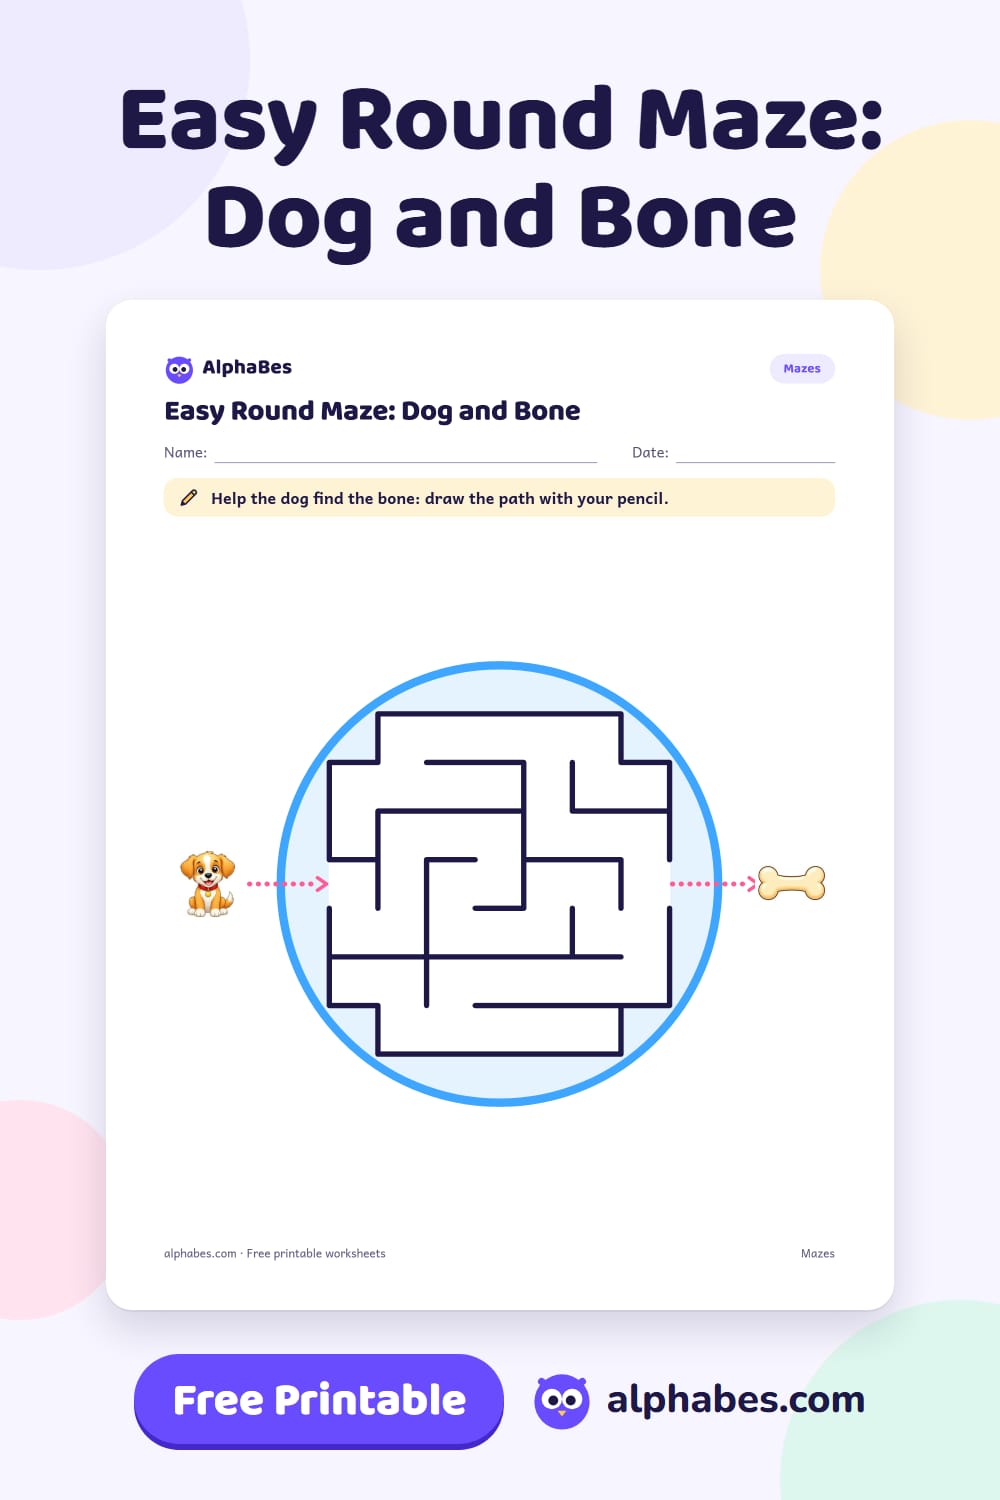 Easy Round Maze:
Dog and Bone
AlphaBes
Mazes
Easy Round Maze: Dog and Bone
Name:
Date:
Help the dog find the bone: draw the path with your pencil.
alphabes.com · Free printable worksheets
Mazes
Free Printable
alphabes.com